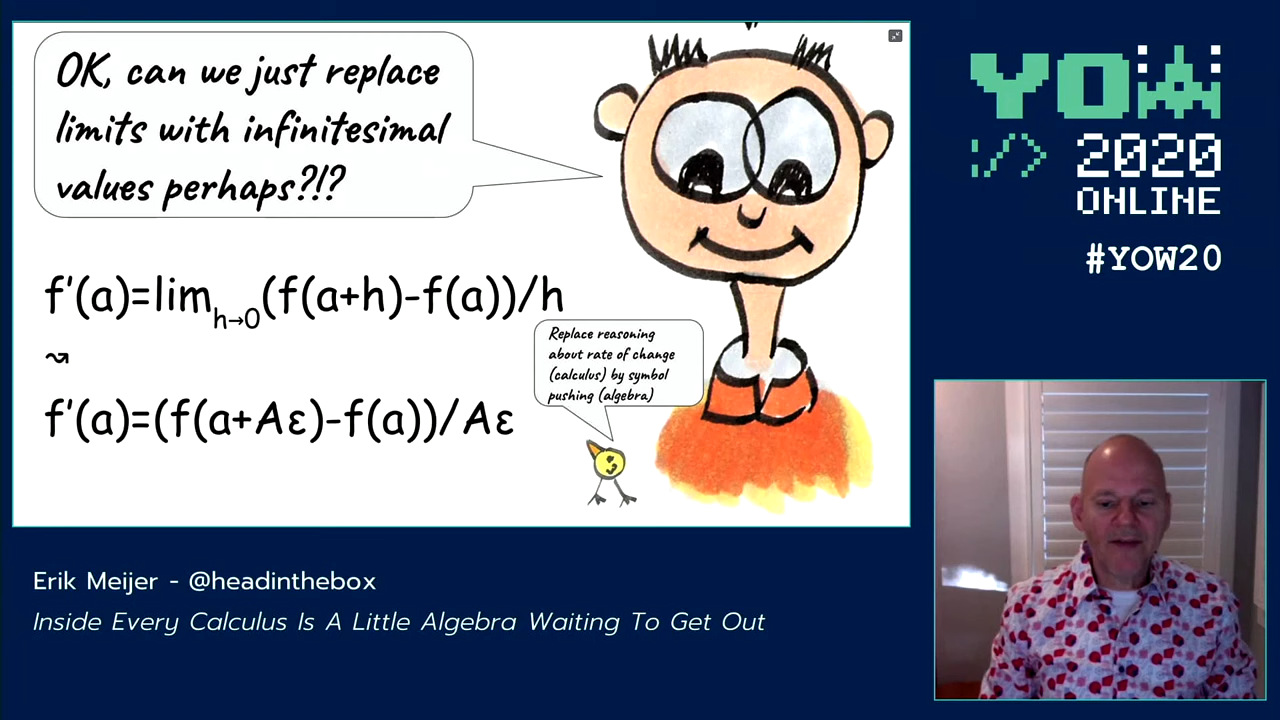 OK, can we just replace
limits with infinitesimal
values perhaps?!?
f'(a)=lim h→0 (f(a+h)-f(a))/h
↝
f'(a)=(f(a+Aε)-f(a))/Aε
Replace reasoning
about rate of change
(calculus) by symbol
pushing (algebra)
YOW
:/> 2020
ONLINE
#YOW20
Erik Meijer - @headinthebox
Inside Every Calculus Is A Little Algebra Waiting To Get Out